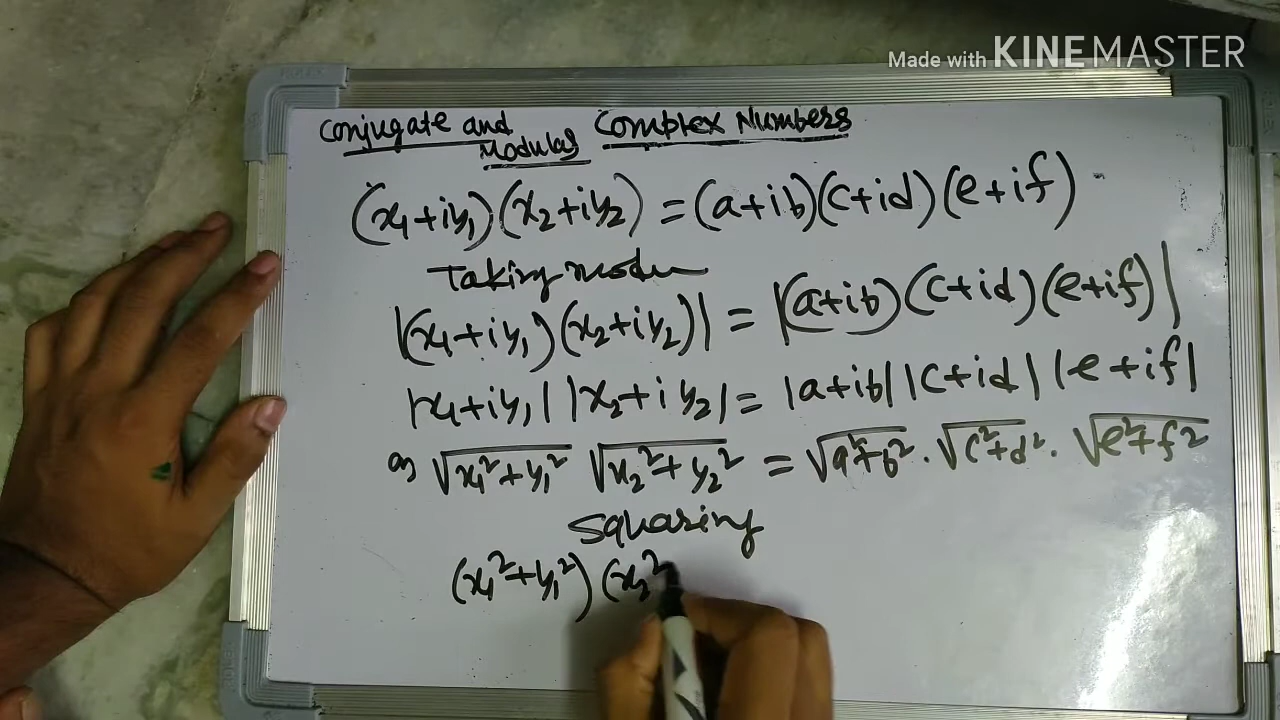 Made with KINEMASTER
Conjugate and Modulus Complex Numbers
(x₁+iy₁)(x₂+iy₂) = (a+ib)(c+id)(e+if)
Taking modu
|(x₁+iy₁)(x₂+iy₂)| = |(a+ib)(c+id)(e+if)|
|x₁+iy₁| |x₂+iy₂| = |a+ib| |c+id| |e+if|
√(x₁²+y₁²) √(x₂²+y₂²) = √(a²+b²) · √(c²+d²) · √(e²+f²)
Squaring
(x₁²+y₁²)(x₂²